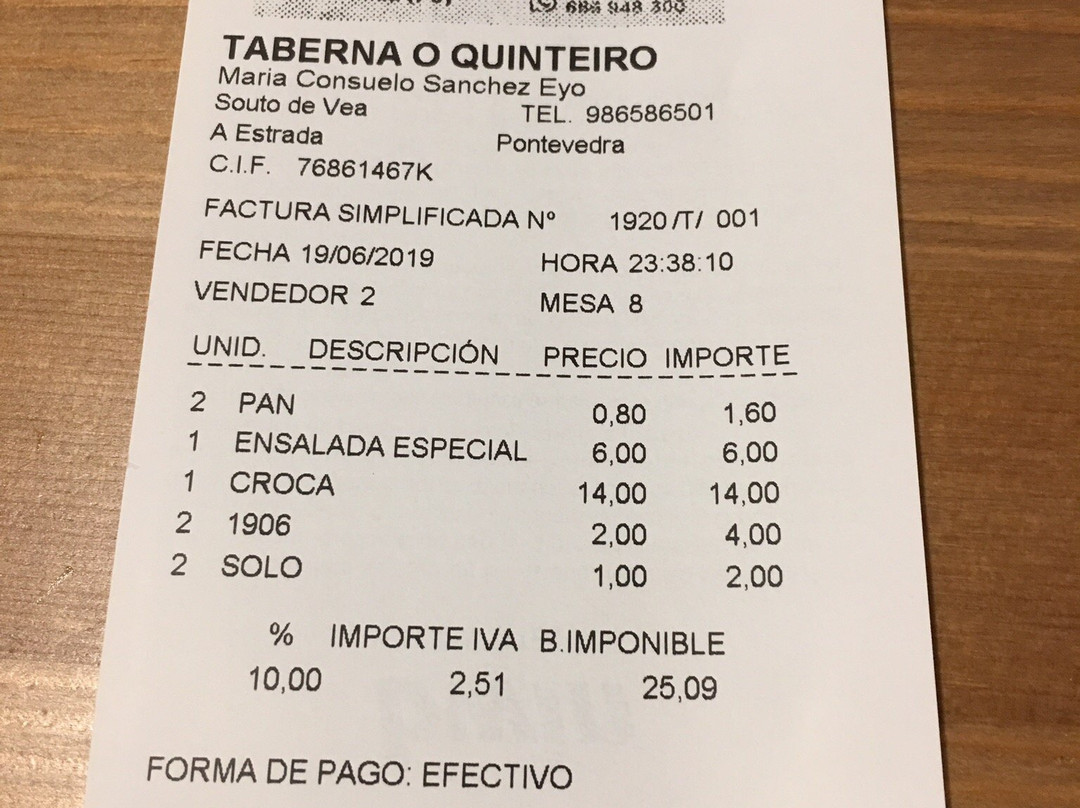 686 948 300
TABERNA O QUINTEIRO
Maria Consuelo Sanchez Eyo
Souto de Vea TEL. 986586501
A Estrada Pontevedra
C.I.F. 76861467K
FACTURA SIMPLIFICADA Nº 1920 /T/ 001
FECHA 19/06/2019 HORA 23:38:10
VENDEDOR 2 MESA 8
UNID. DESCRIPCIÓN PRECIO IMPORTE
2 PAN 0,80 1,60
1 ENSALADA ESPECIAL 6,00 6,00
1 CROCA 14,00 14,00
2 1906 2,00 4,00
2 SOLO 1,00 2,00
% IMPORTE IVA B.IMPONIBLE
10,00 2,51 25,09
FORMA DE PAGO: EFECTIVO